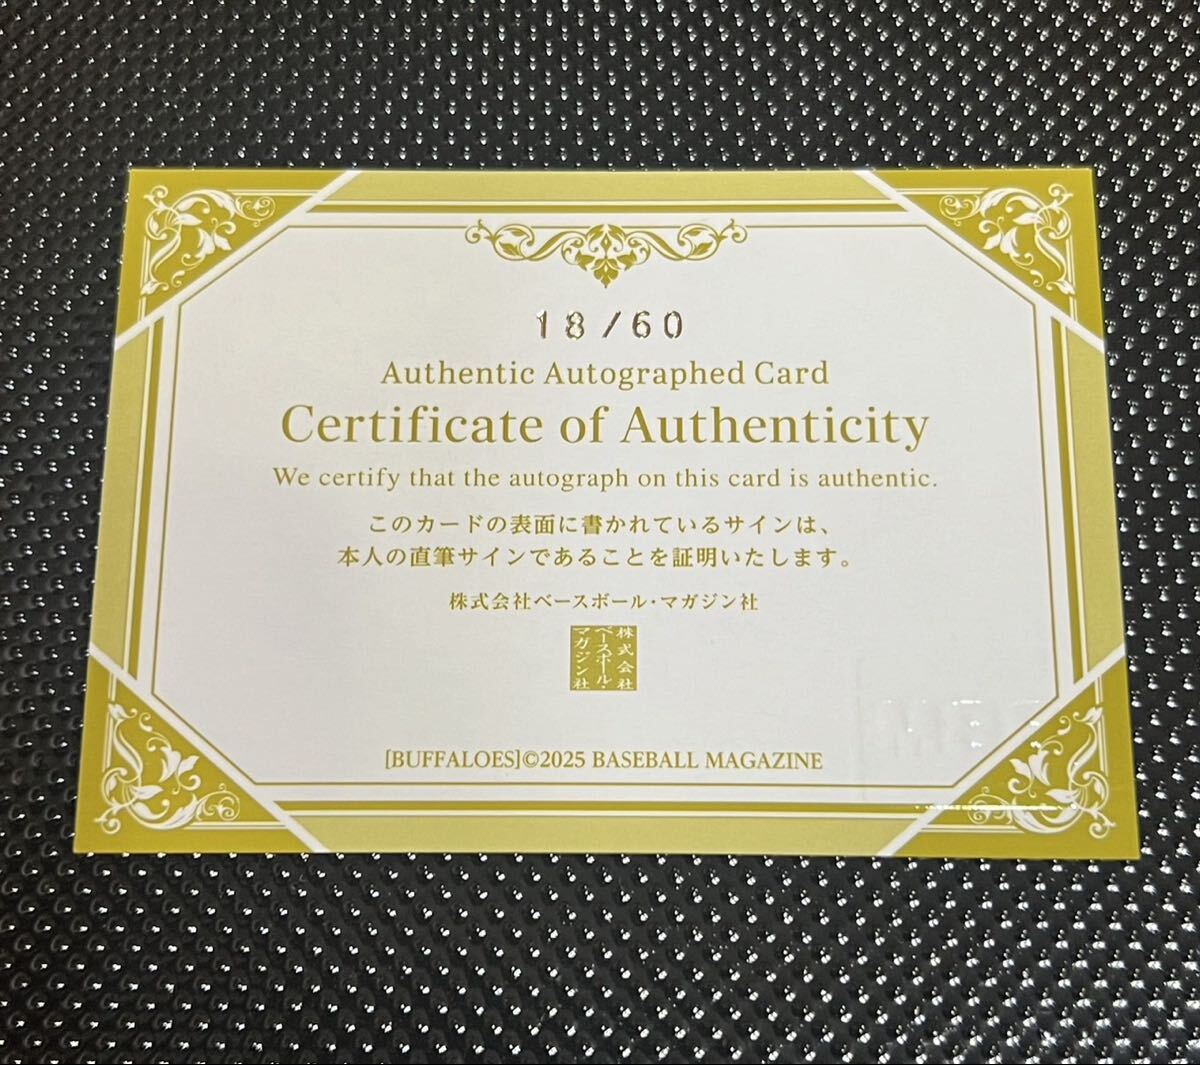 18/60
Authentic Autographed Card
Certificate of Authenticity
We certify that the autograph on this card is authentic.
このカードの表面に書かれているサインは、
本人の直筆サインであることを証明いたします。
株式会社ベースボール・マガジン社
株式会社
ベースボール・
マガジン社
[BUFFALOES]©2025 BASEBALL MAGAZINE